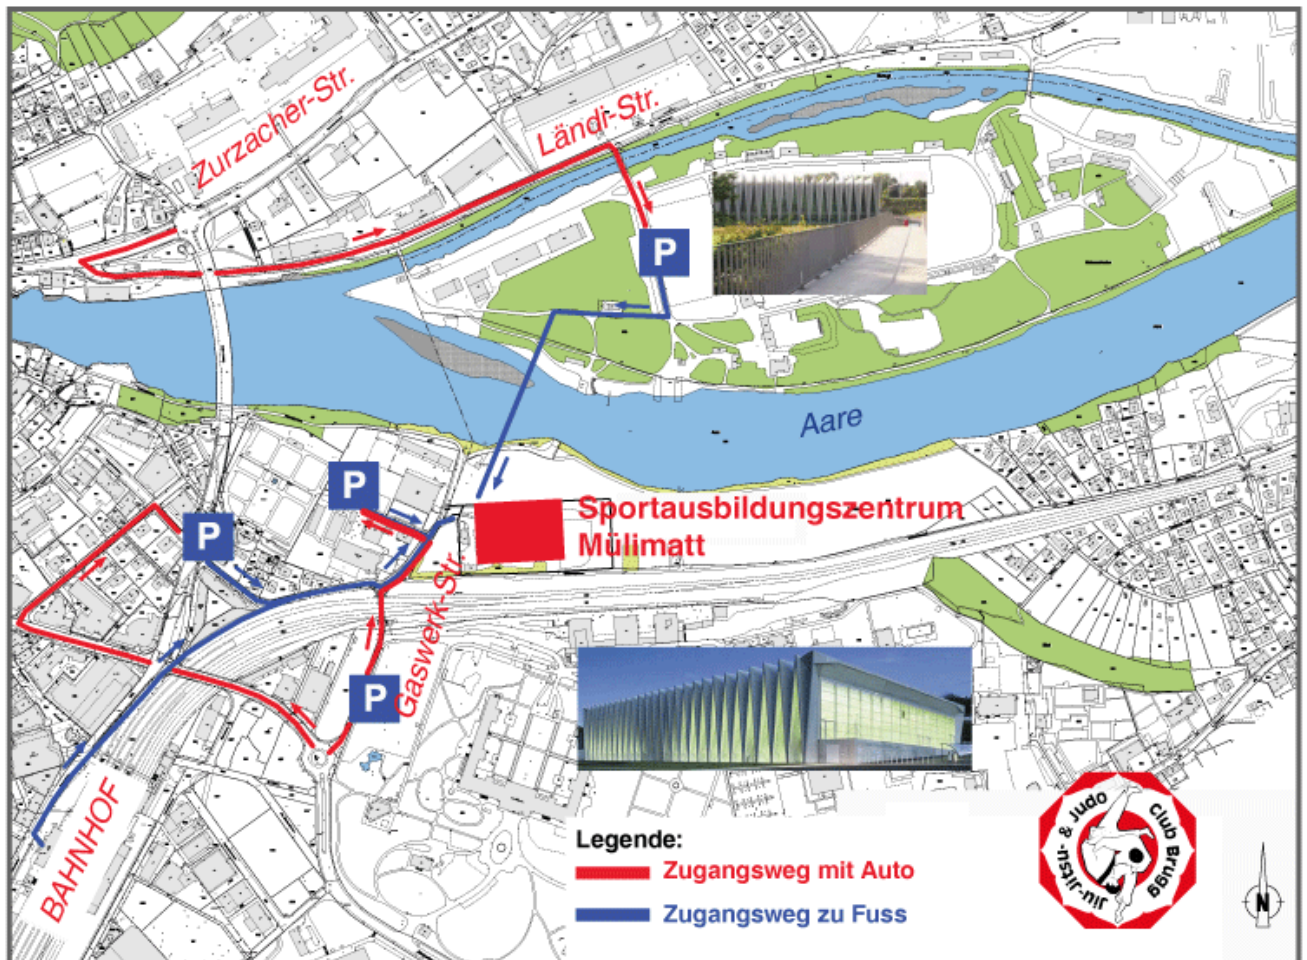 Zurzacher-Str.
Ländi-Str.
P
Aare
P
P
Sportausbildungszentrum
Mülimatt
Gaswerk-Str.
P
BAHNHOF
Legende:
Zugangsweg mit Auto
Zugangsweg zu Fuss
Jiu-Jitsu- & Judo
Club Brugg
N